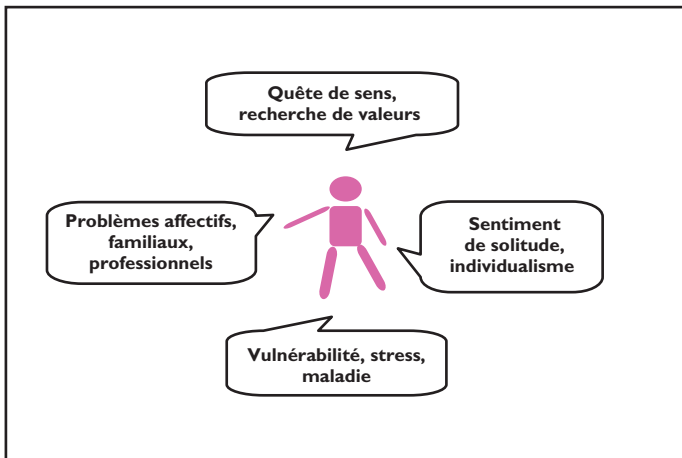 Quête de sens,
recherche de valeurs
Problèmes affectifs,
familiaux,
professionnels
Sentiment
de solitude,
individualisme
Vulnérabilité, stress,
maladie